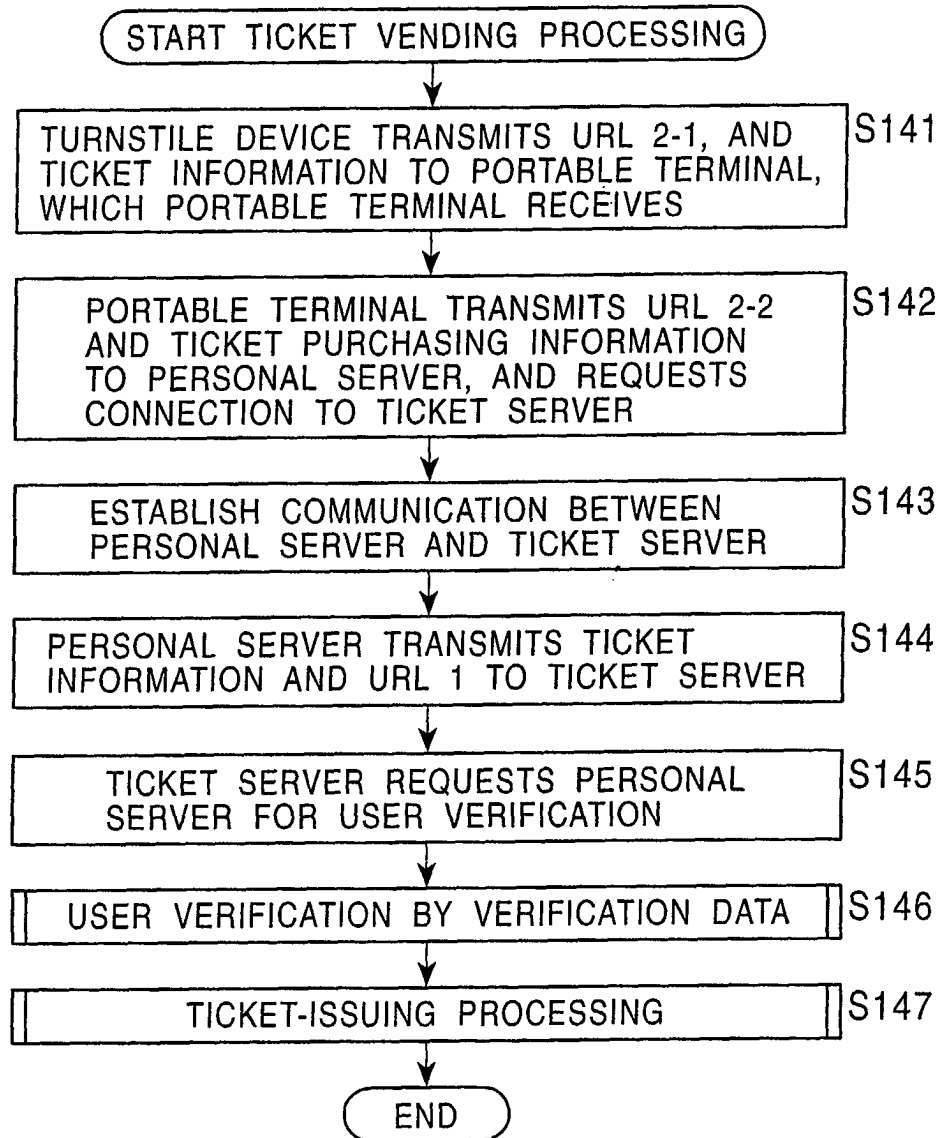 START TICKET VENDING PROCESSING
TURNSTILE DEVICE TRANSMITS URL 2-1, AND
TICKET INFORMATION TO PORTABLE TERMINAL,
WHICH PORTABLE TERMINAL RECEIVES
S141
PORTABLE TERMINAL TRANSMITS URL 2-2
AND TICKET PURCHASING INFORMATION
TO PERSONAL SERVER, AND REQUESTS
CONNECTION TO TICKET SERVER
S142
ESTABLISH COMMUNICATION BETWEEN
PERSONAL SERVER AND TICKET SERVER
S143
PERSONAL SERVER TRANSMITS TICKET
INFORMATION AND URL 1 TO TICKET SERVER
S144
TICKET SERVER REQUESTS PERSONAL
SERVER FOR USER VERIFICATION
S145
USER VERIFICATION BY VERIFICATION DATA
S146
TICKET-ISSUING PROCESSING
S147
END